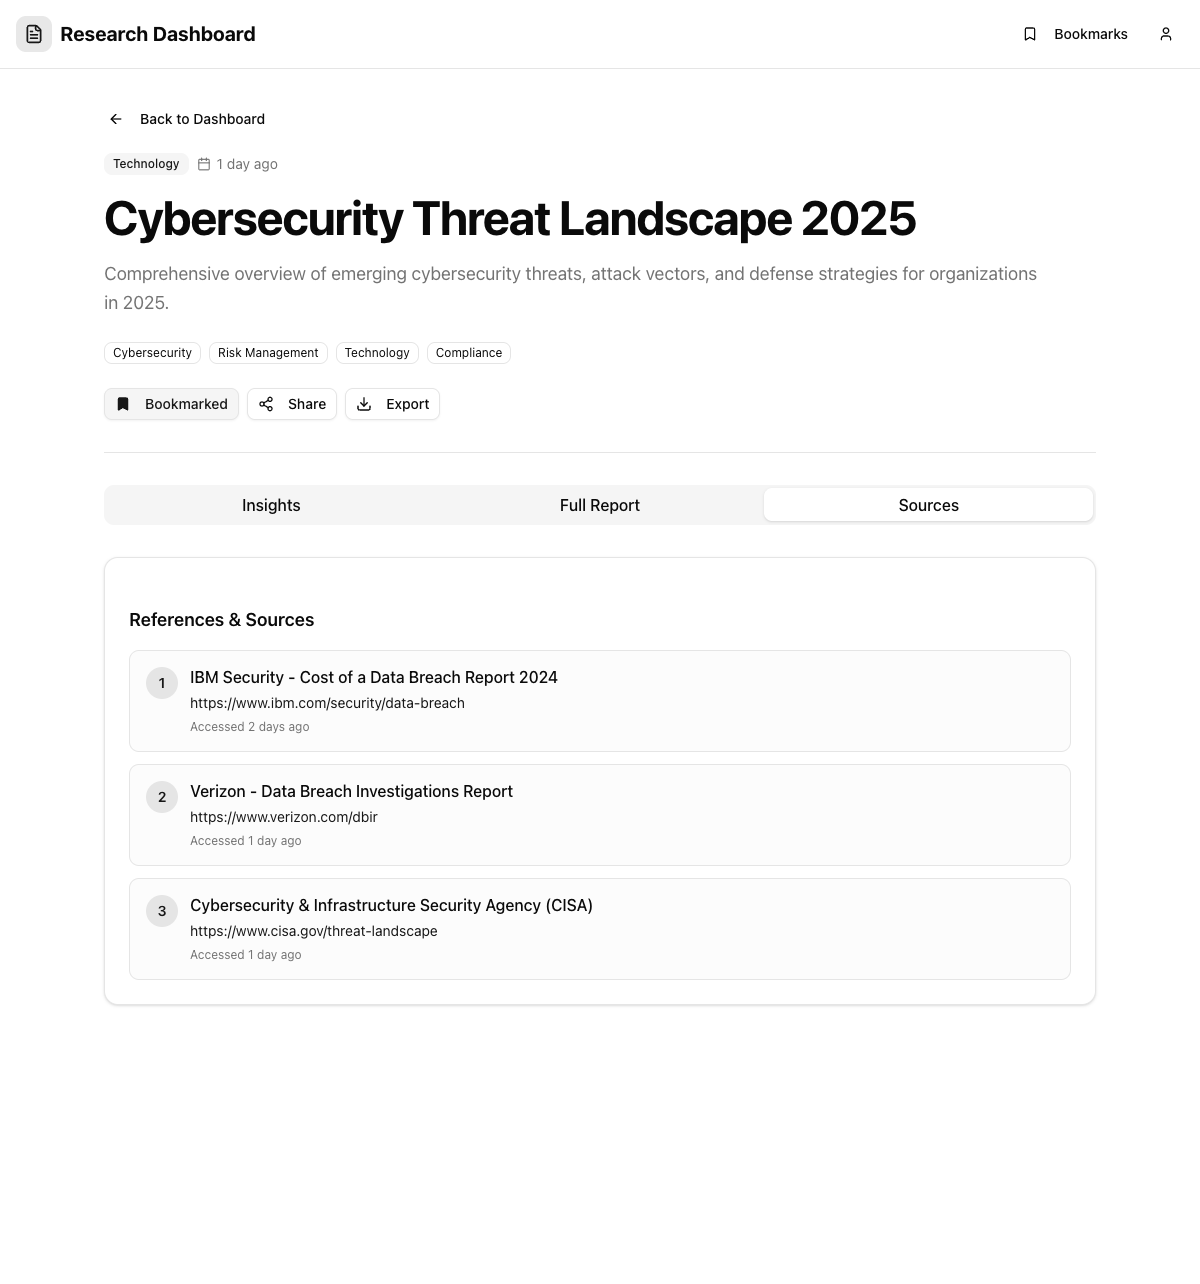 Research Dashboard
Bookmarks
Back to Dashboard
Technology
1 day ago
Cybersecurity Threat Landscape 2025
Comprehensive overview of emerging cybersecurity threats, attack vectors, and defense strategies for organizations
in 2025.
Cybersecurity
Risk Management
Technology
Compliance
Bookmarked
Share
Export
Insights
Full Report
Sources
References & Sources
1
IBM Security - Cost of a Data Breach Report 2024
https://www.ibm.com/security/data-breach
Accessed 2 days ago
2
Verizon - Data Breach Investigations Report
https://www.verizon.com/dbir
Accessed 1 day ago
3
Cybersecurity & Infrastructure Security Agency (CISA)
https://www.cisa.gov/threat-landscape
Accessed 1 day ago